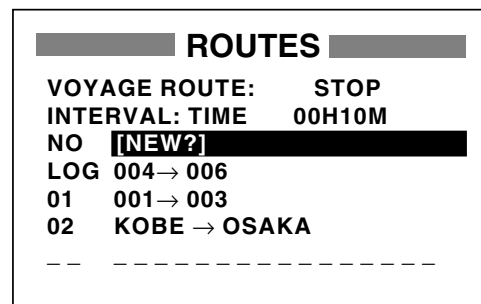 ROUTES
VOYAGE ROUTE: STOP
INTERVAL: TIME 00H10M
NO [NEW?]
LOG 004→ 006
01 001→ 003
02 KOBE → OSAKA
_ _ _ _ _ _ _ _ _ _ _ _ _ _ _ _ _ _